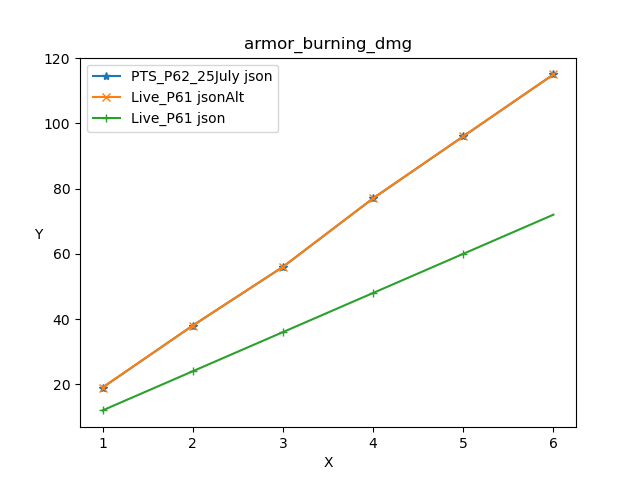 armor_burning_dmg
PTS_P62_25July json
Live_P61 jsonAlt
Live_P61 json
120
100
80
60
40
20
Y
1 2 3 4 5 6
X